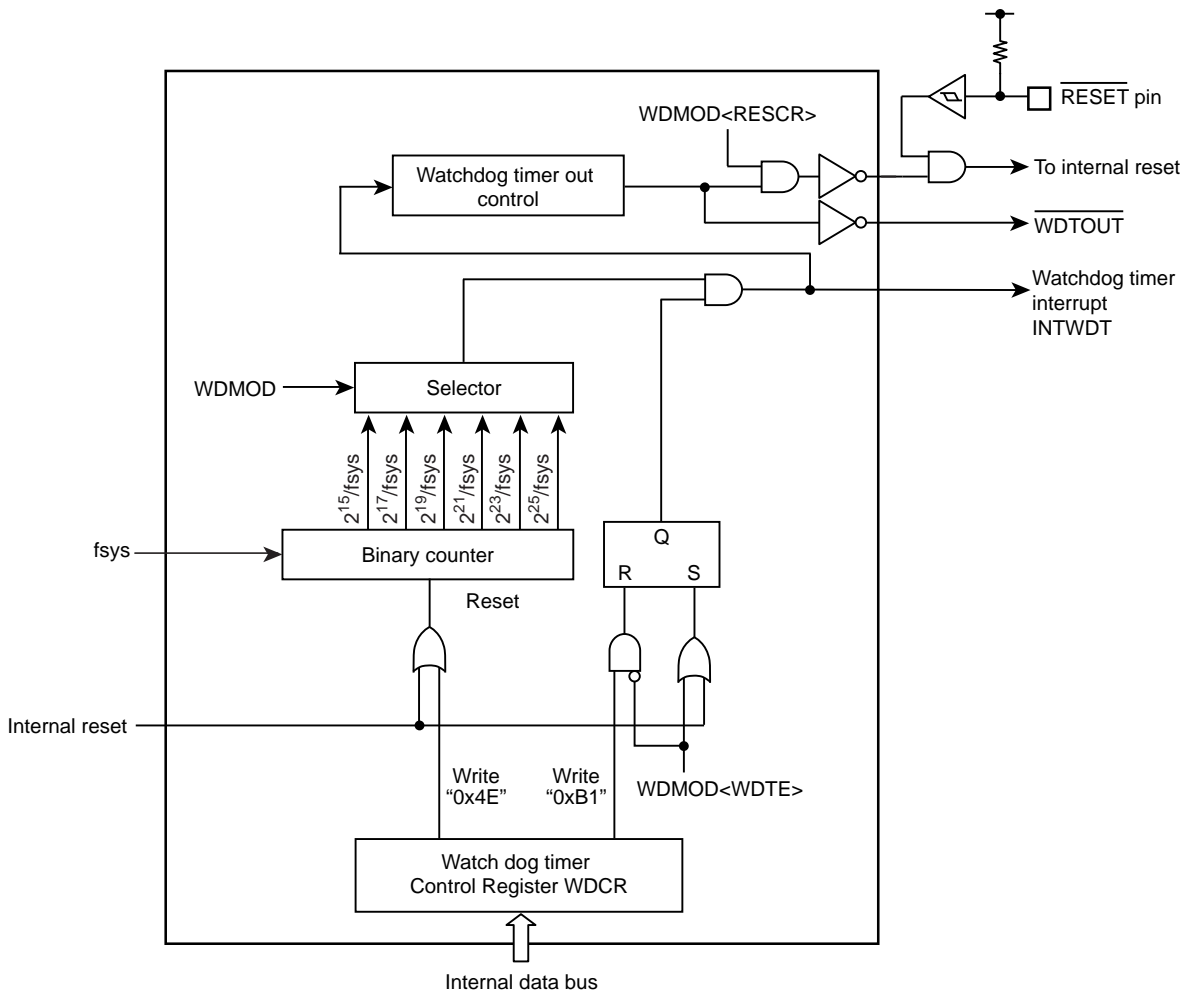 RESET pin
WDMOD<RESCR>
Watchdog timer out
control
To internal reset
WDTOUT
Watchdog timer
interrupt
INTWDT
WDMOD
Selector
2^15/fsys
2^17/fsys
2^19/fsys
2^21/fsys
2^23/fsys
2^25/fsys
fsys
Binary counter
Q
R S
Reset
Internal reset
Write
"0x4E"
Write
"0xB1"
WDMOD<WDTE>
Watch dog timer
Control Register WDCR
Internal data bus